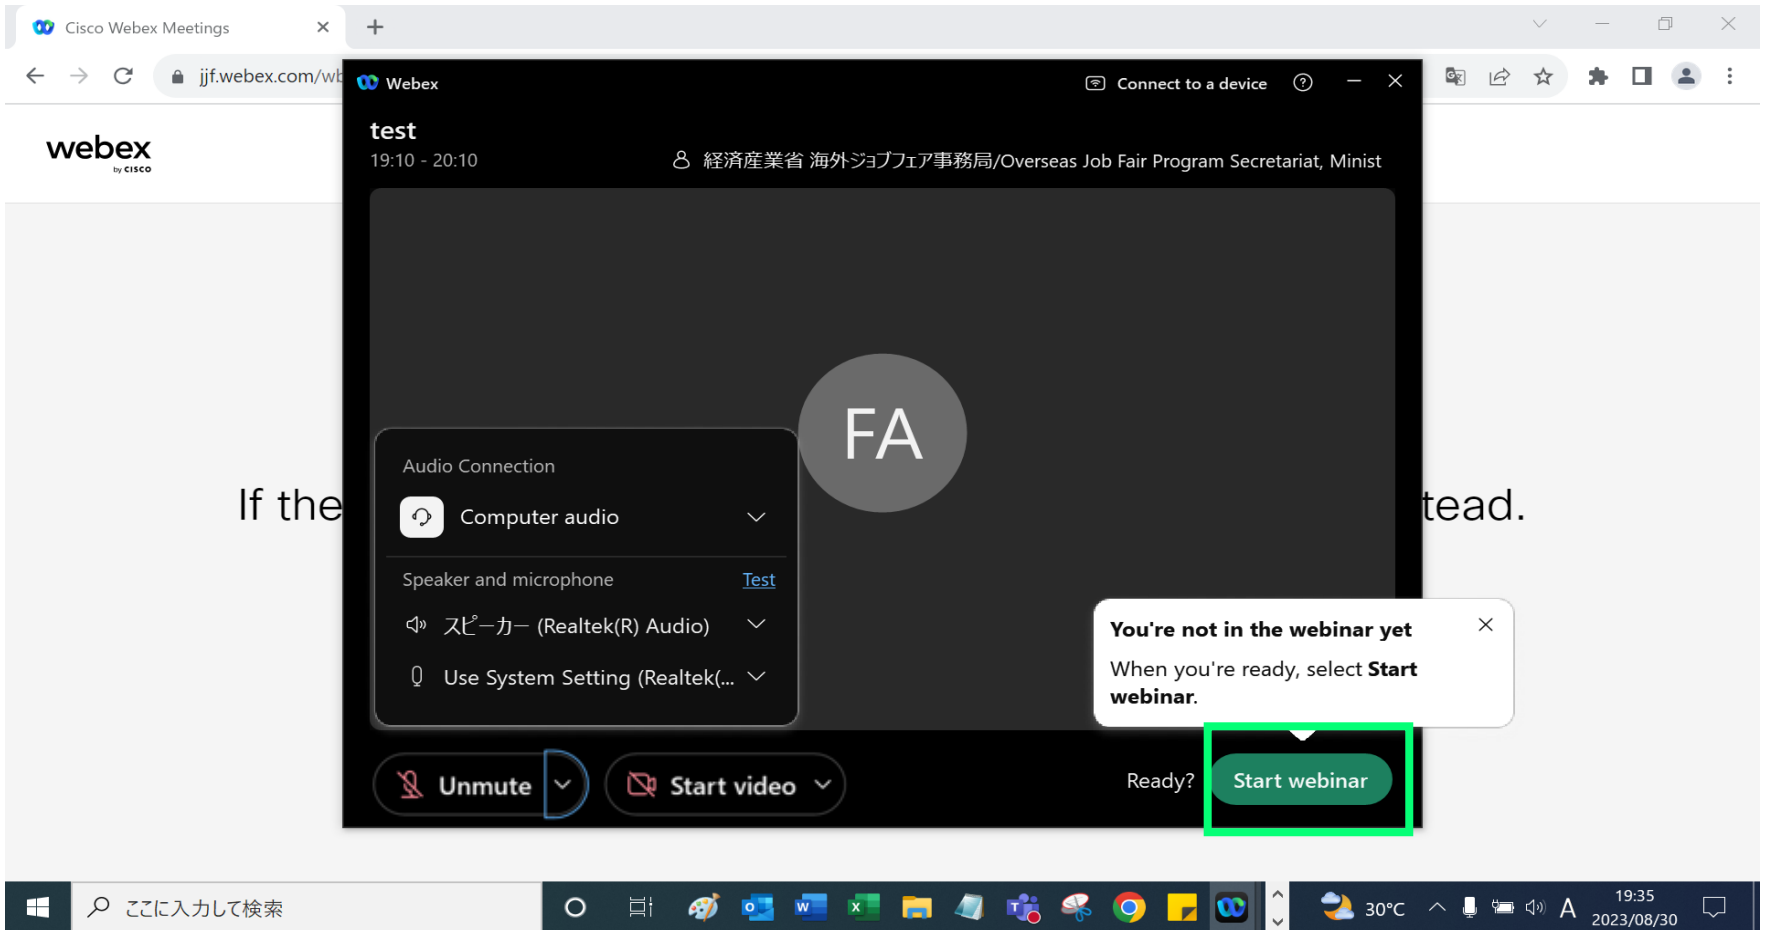 Cisco Webex Meetings
jjf.webex.com/wb
Webex
Connect to a device
webex
by CISCO
test
19:10 - 20:10
経済産業省 海外ジョブフェア事務局/Overseas Job Fair Program Secretariat, Minist
FA
If the
tead.
Audio Connection
Computer audio
Speaker and microphone Test
スピーカー (Realtek(R) Audio)
Use System Setting (Realtek(...
You're not in the webinar yet
When you're ready, select Start
webinar.
Unmute
Start video
Ready?
Start webinar
ここに入力して検索
30°C
A
19:35
2023/08/30